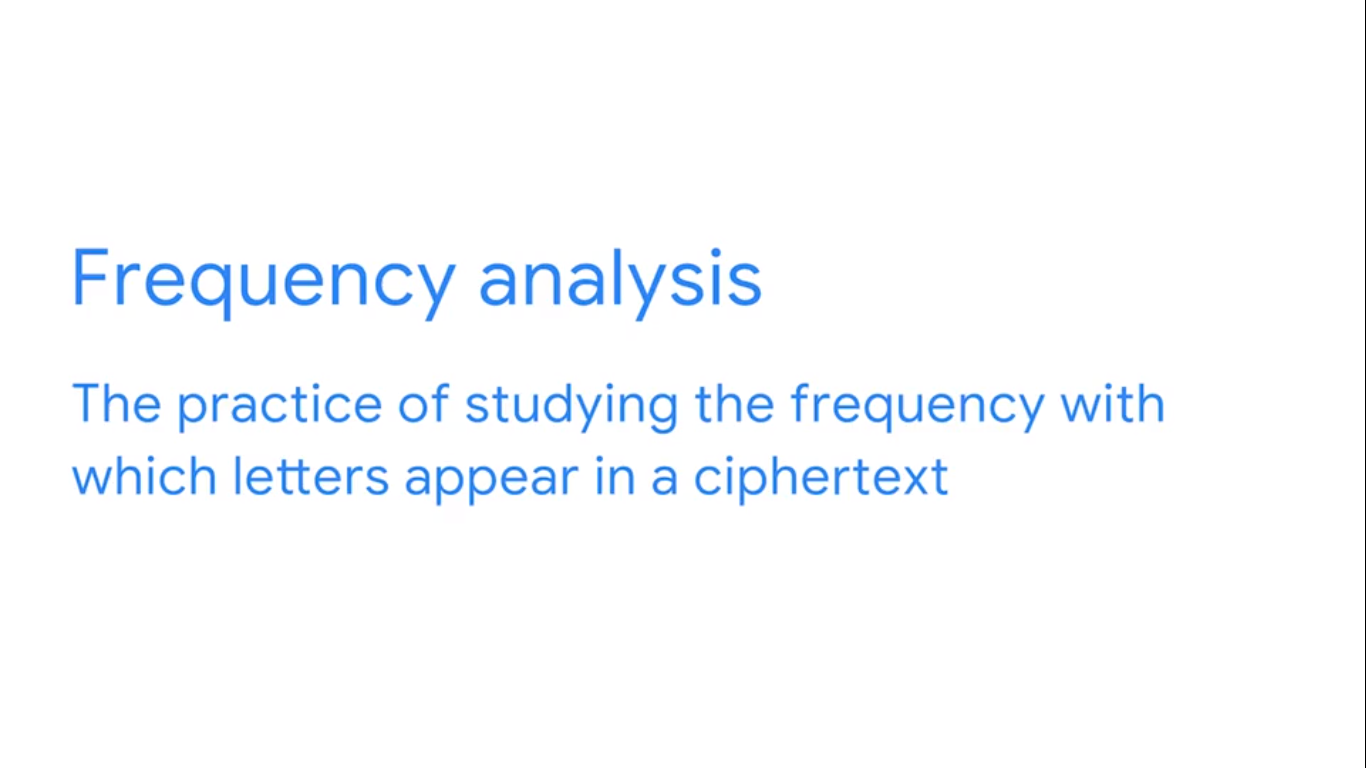 Frequency analysis
The practice of studying the frequency with
which letters appear in a ciphertext